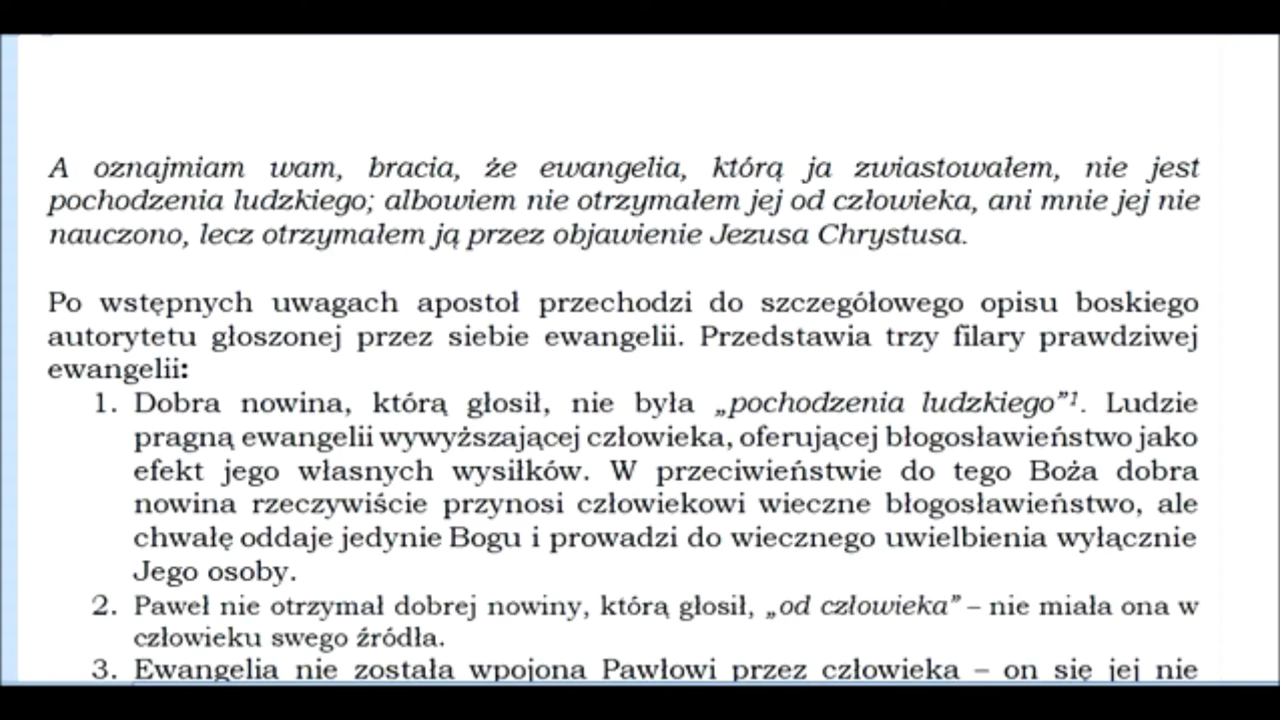 A oznajmiam wam, bracia, że ewangelia, którą ja zwiastowałem, nie jest
pochodzenia ludzkiego; albowiem nie otrzymałem jej od człowieka, ani mnie jej nie
nauczono, lecz otrzymałem ją przez objawienie Jezusa Chrystusa.
Po wstępnych uwagach apostoł przechodzi do szczegółowego opisu boskiego
autorytetu głoszonej przez siebie ewangelii. Przedstawia trzy filary prawdziwej
ewangelii:
1. Dobra nowina, którą głosił, nie była „pochodzenia ludzkiego”¹. Ludzie
pragną ewangelii wywyższającej człowieka, oferującej błogosławieństwo jako
efekt jego własnych wysiłków. W przeciwieństwie do tego Boża dobra
nowina rzeczywiście przynosi człowiekowi wieczne błogosławieństwo, ale
chwałę oddaje jedynie Bogu i prowadzi do wiecznego uwielbienia wyłącznie
Jego osoby.
2. Paweł nie otrzymał dobrej nowiny, którą głosił, „od człowieka” – nie miała ona w
człowieku swego źródła.
3. Ewangelia nie została wpojona Pawłowi przez człowieka – on się jej nie